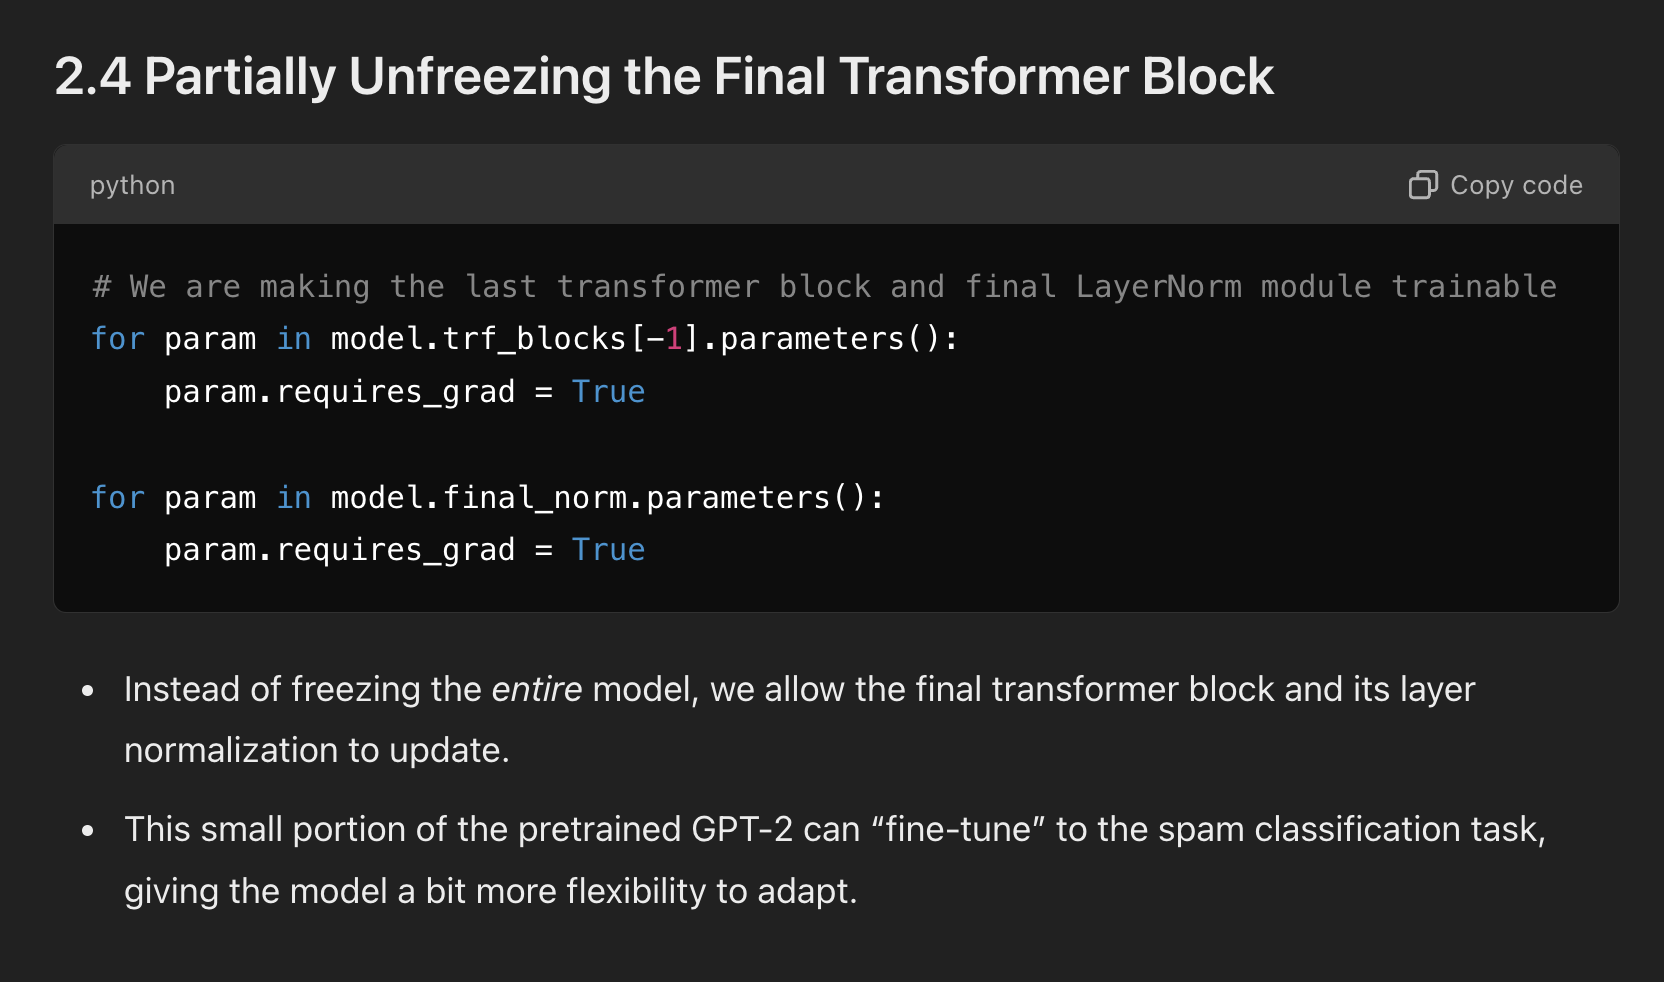 2.4 Partially Unfreezing the Final Transformer Block
python
Copy code
# We are making the last transformer block and final LayerNorm module trainable
for param in model.trf_blocks[-1].parameters():
    param.requires_grad = True
for param in model.final_norm.parameters():
    param.requires_grad = True
• Instead of freezing the entire model, we allow the final transformer block and its layer
normalization to update.
• This small portion of the pretrained GPT-2 can “fine-tune” to the spam classification task,
giving the model a bit more flexibility to adapt.